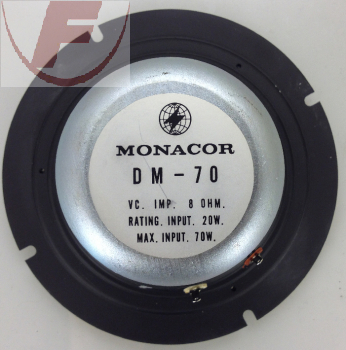 MONACOR
DM-70
VC. IMP. 8 OHM.
RATING. INPUT. 20W.
MAX. INPUT. 70W.